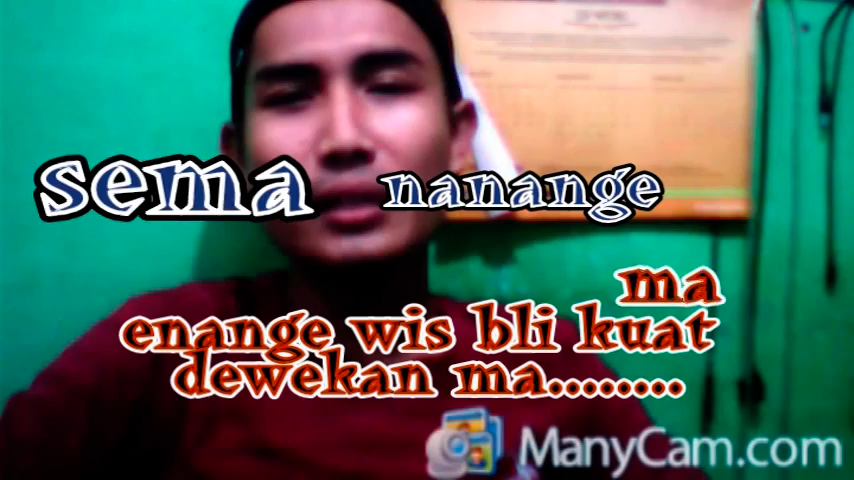 sema nanange
ma
enange wis bli kuat
dewekan ma........
ManyCam.com